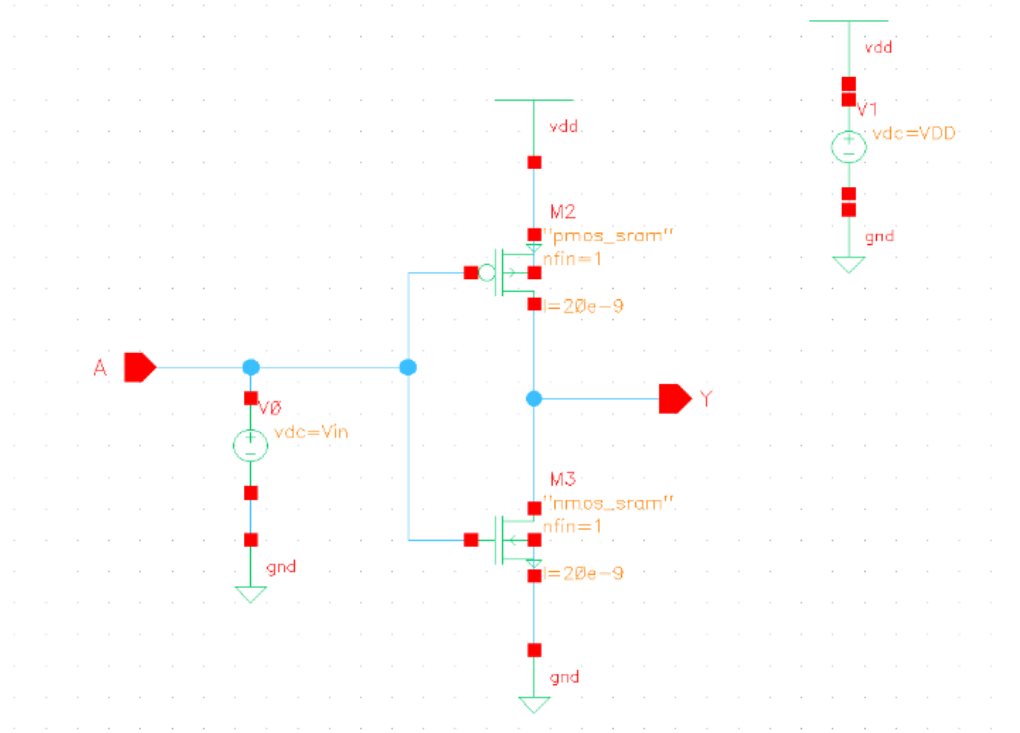 vdd
V1
vdc=VDD
gnd
vdd
M2
"pmos_sram"
nfin=1
l=20e-9
A
VØ
vdc=Vin
gnd
Y
M3
"nmos_sram"
nfin=1
l=20e-9
gnd